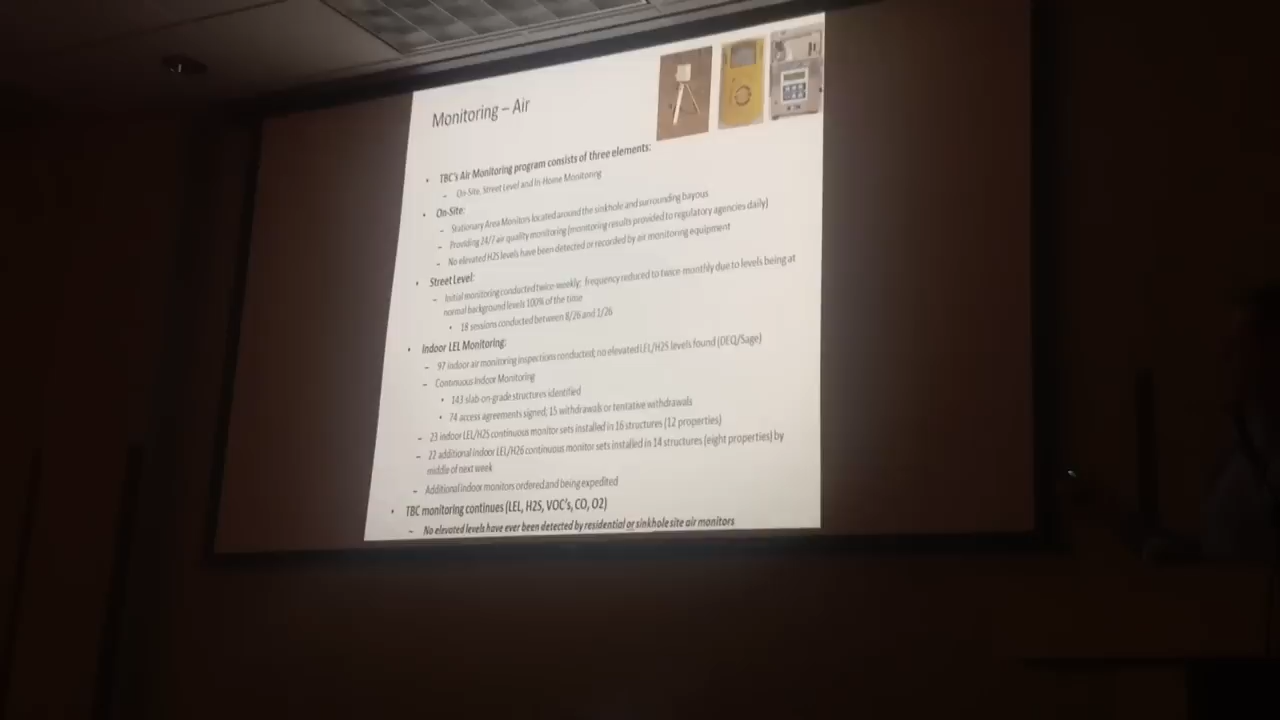 Monitoring – Air
• TBC's Air Monitoring program consists of three elements:
– On-Site, Street Level and In-Home Monitoring
• On-Site:
– Stationary Area Monitors located around the sinkhole and surrounding bayous
– Providing 24/7 air quality monitoring (monitoring results provided to regulatory agencies daily)
– No elevated H2S levels have been detected or recorded by air monitoring equipment
• Street Level:
– Initial monitoring conducted twice weekly; frequency reduced to twice monthly due to levels being at
normal background levels 100% of the time
• 18 sessions conducted between 8/26 and 1/26
• Indoor LEL Monitoring:
– 97 indoor air monitoring inspections conducted; no elevated LEL/H2S levels found (DEQ/Sage)
– Continuous Indoor Monitoring
• 143 slab-on-grade structures identified
• 74 access agreements signed; 15 withdrawals or tentative withdrawals
– 23 indoor LEL/H2S continuous monitor sets installed in 16 structures (12 properties)
– 22 additional indoor LEL/H26 continuous monitor sets installed in 14 structures (eight properties) by
middle of next week
– Additional indoor monitors ordered and being expedited
• TBC monitoring continues (LEL, H2S, VOC's, CO, O2)
– No elevated levels have ever been detected by residential or sinkhole site air monitors